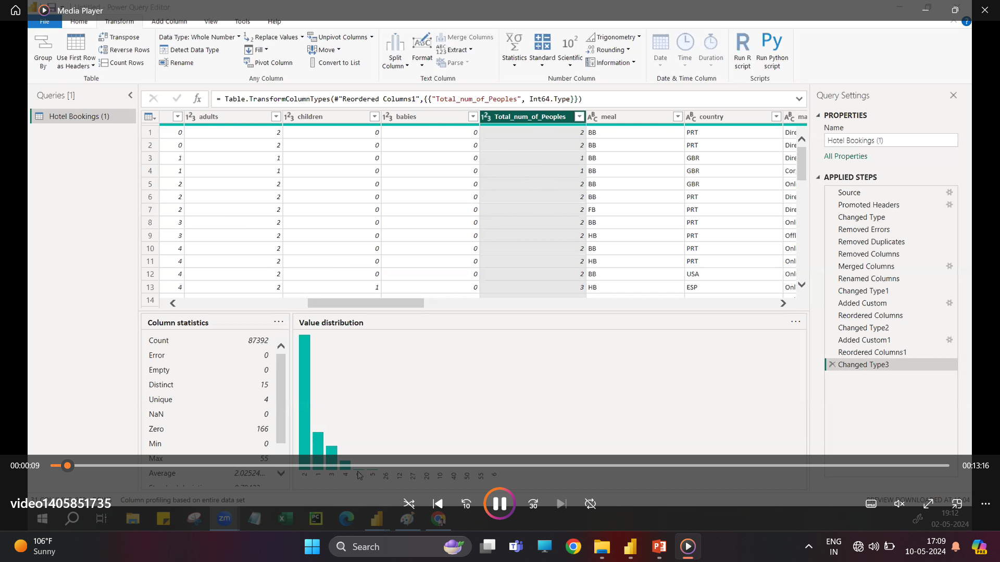 Media Player
Untitled - Power Query Editor
File Home Transform Add Column View Tools Help
Group By
Use First Row as Headers
Transpose
Reverse Rows
Count Rows
Table
Data Type: Whole Number
Detect Data Type
Rename
Replace Values
Fill
Pivot Column
Unpivot Columns
Move
Convert to List
Any Column
Split Column
Format
Merge Columns
Extract
Parse
Text Column
Statistics
Standard
Scientific
Trigonometry
Rounding
Information
Number Column
Date
Time
Duration
Date & Time Column
Run R script
Run Python script
Scripts
Queries [1]
Hotel Bookings (1)
= Table.TransformColumnTypes(#"Reordered Columns1",{{"Total_num_of_Peoples", Int64.Type}})
adults children babies Total_num_of_Peoples meal country ma
1 0 2 0 0 2 BB PRT Dire
2 0 2 0 0 2 BB PRT Dire
3 1 1 0 0 1 BB GBR Dire
4 1 1 0 0 1 BB GBR Cor
5 2 2 0 0 2 BB GBR Onl
6 2 2 0 0 2 BB PRT Dire
7 2 2 0 0 2 FB PRT Dire
8 3 2 0 0 2 BB PRT Onl
9 3 2 0 0 2 HB PRT Offl
10 4 2 0 0 2 BB PRT Onl
11 4 2 0 0 2 HB PRT Onl
12 4 2 0 0 2 BB USA Onl
13 4 2 1 0 3 HB ESP Onl
14
Column statistics
Count 87392
Error 0
Empty 0
Distinct 15
Unique 4
NaN 0
Zero 166
Min 0
Max 55
Average 2.02524...
Value distribution
2 1 3 4 5 26 12 27 20 10 40 50 55 6
Query Settings
PROPERTIES
Name
Hotel Bookings (1)
All Properties
APPLIED STEPS
Source
Promoted Headers
Changed Type
Removed Errors
Removed Duplicates
Removed Columns
Merged Columns
Renamed Columns
Changed Type1
Added Custom
Reordered Columns
Changed Type2
Added Custom1
Reordered Columns1
Changed Type3
00:00:09
00:13:16
video1405851735
Column profiling based on entire data set
PREVIEW DOWNLOADED AT 19:04
10
30
zm
PC
19:12
02-05-2024
106°F
Sunny
Search
ENG
IN
17:09
10-05-2024
PRE